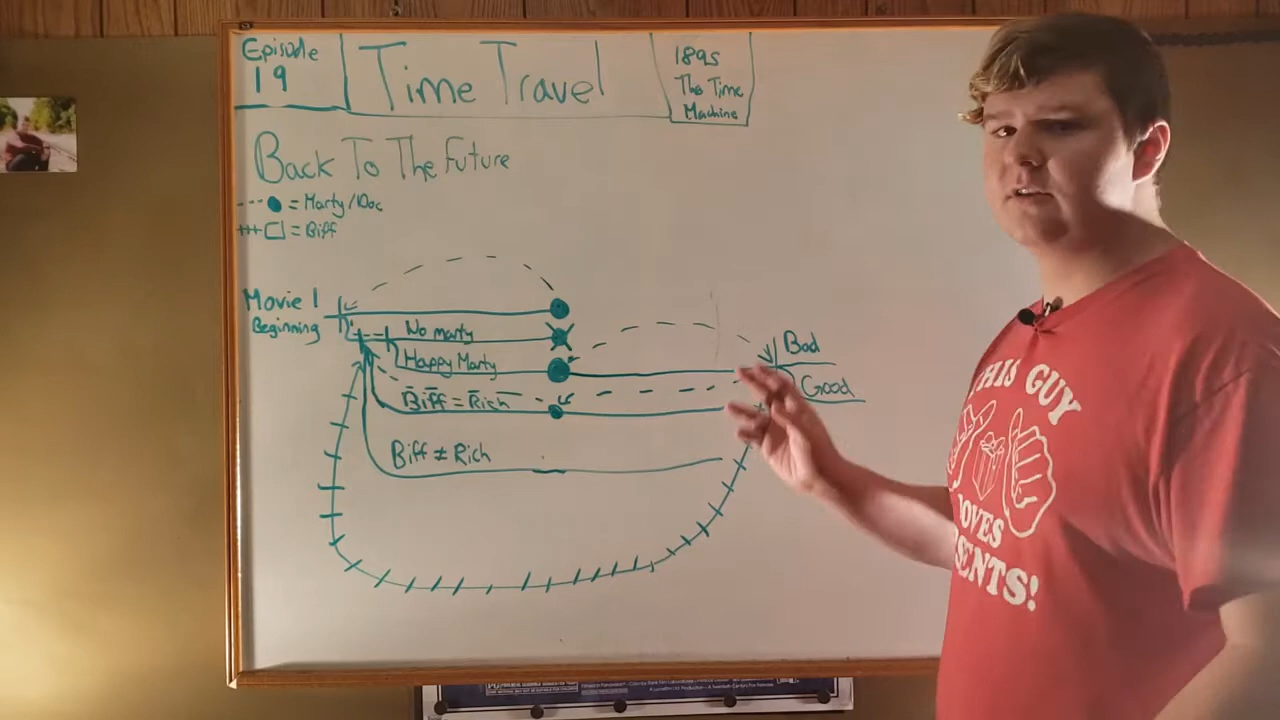 Episode
19
Time Travel
1895
The Time
Machine
Back To The Future
= Marty/Doc
= Biff
Movie 1
Beginning
No marty
Happy Marty
Biff = Rich
Biff ≠ Rich
Bad
Good
THIS GUY
LOVES
PRESENTS!